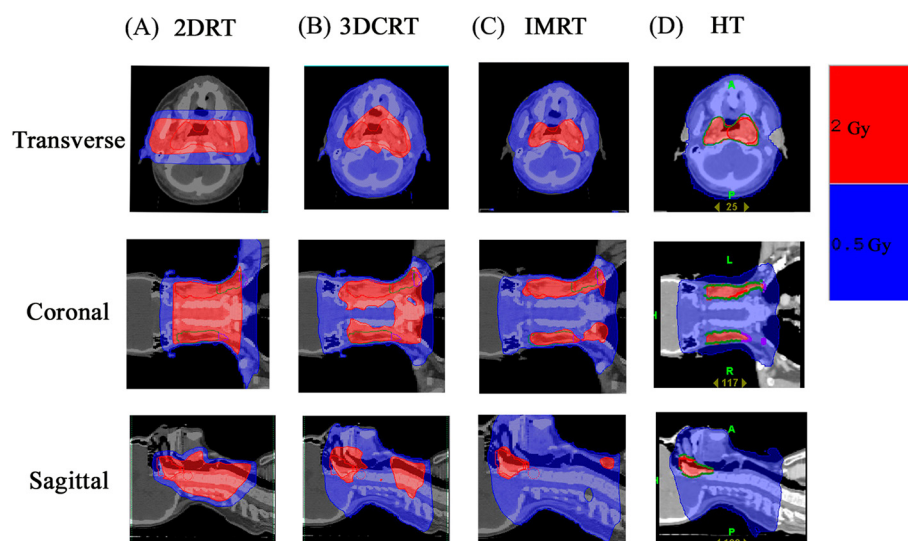 (A) 2DRT (B) 3DCRT (C) IMRT (D) HT
Transverse
A
P
25
2 Gy
0.5 Gy
Coronal
L
H
R
117
Sagittal
A
H
P